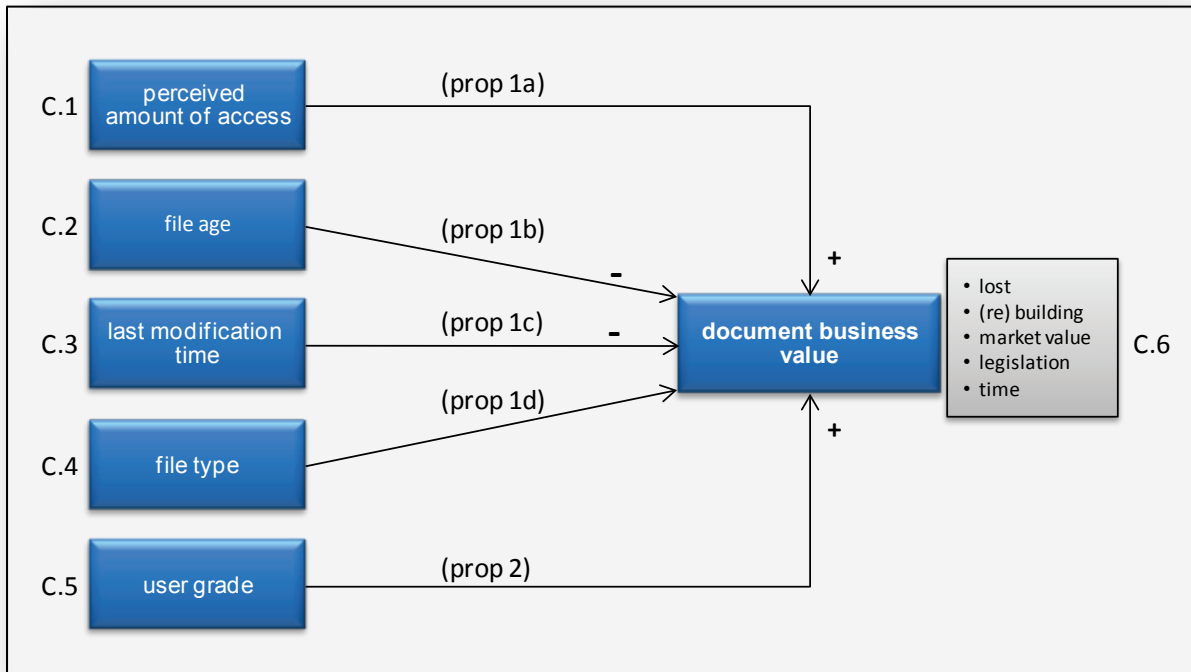 C.1
perceived
amount of access
(prop 1a)
+
C.2
file age
(prop 1b)
-
C.3
last modification
time
(prop 1c)
-
C.4
file type
(prop 1d)
C.5
user grade
(prop 2)
+
document business
value
• lost
• (re) building
• market value
• legislation
• time
C.6